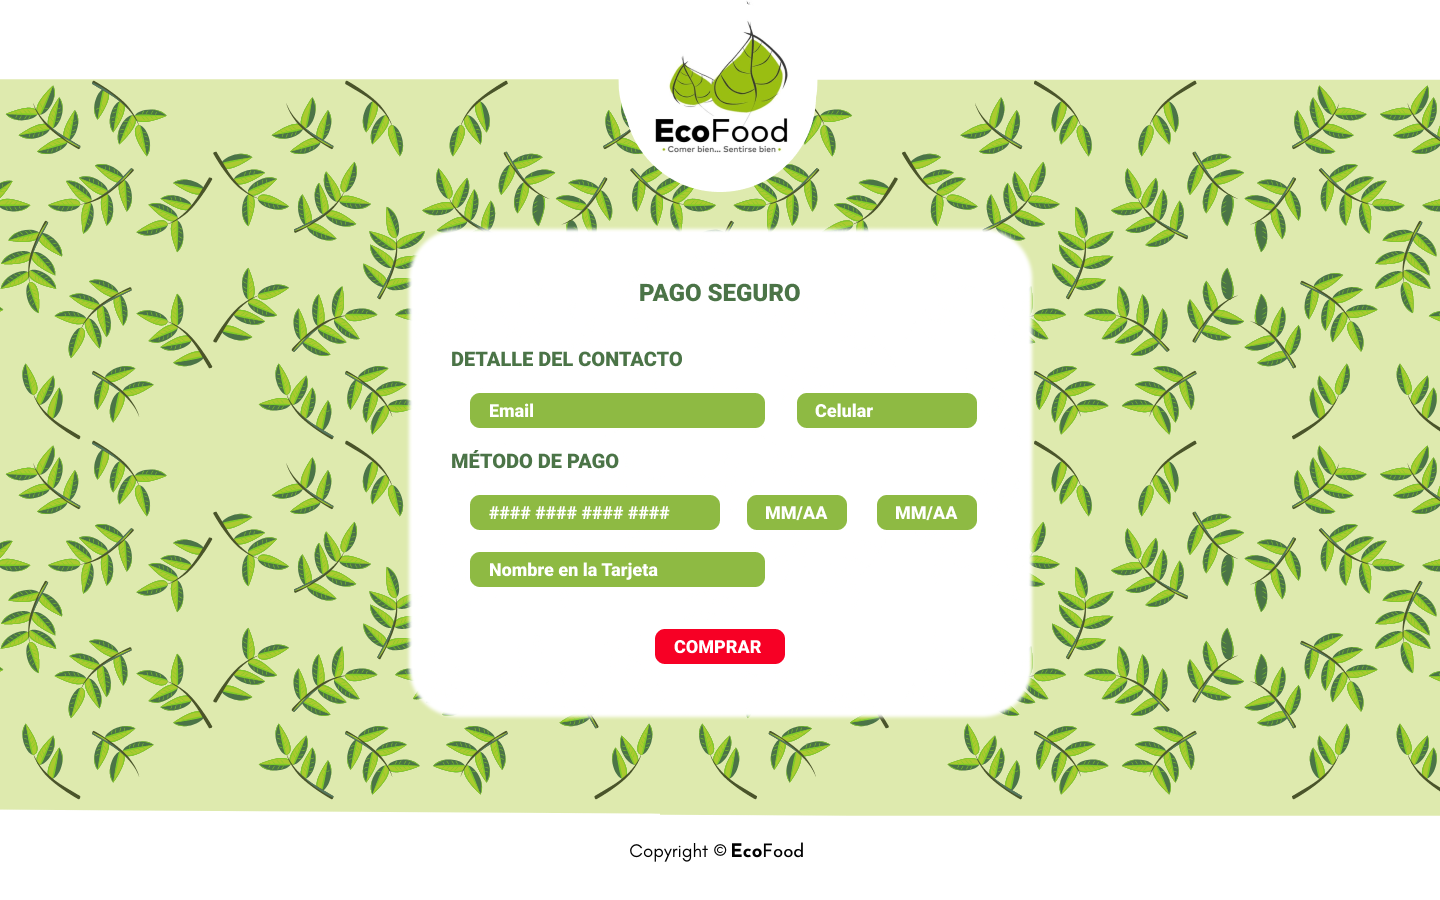 EcoFood
• Comer bien... Sentirse bien •
PAGO SEGURO
DETALLE DEL CONTACTO
Email Celular
MÉTODO DE PAGO
#### #### #### #### MM/AA MM/AA
Nombre en la Tarjeta
COMPRAR
Copyright © EcoFood